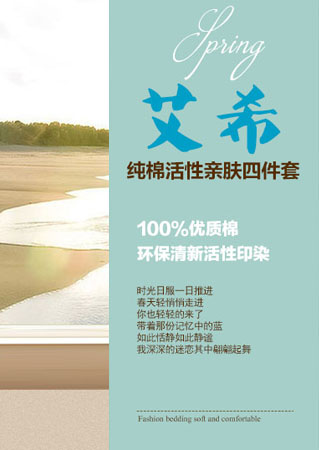 Spring
艾希
纯棉活性亲肤四件套
100%优质棉
环保清新活性印染
时光日服一日推进
春天轻悄悄走进
你也轻轻的来了
带着那份记忆中的蓝
如此恬静如此静谧
我深深的迷恋其中翩翩起舞
Fashion bedding soft and comfortable